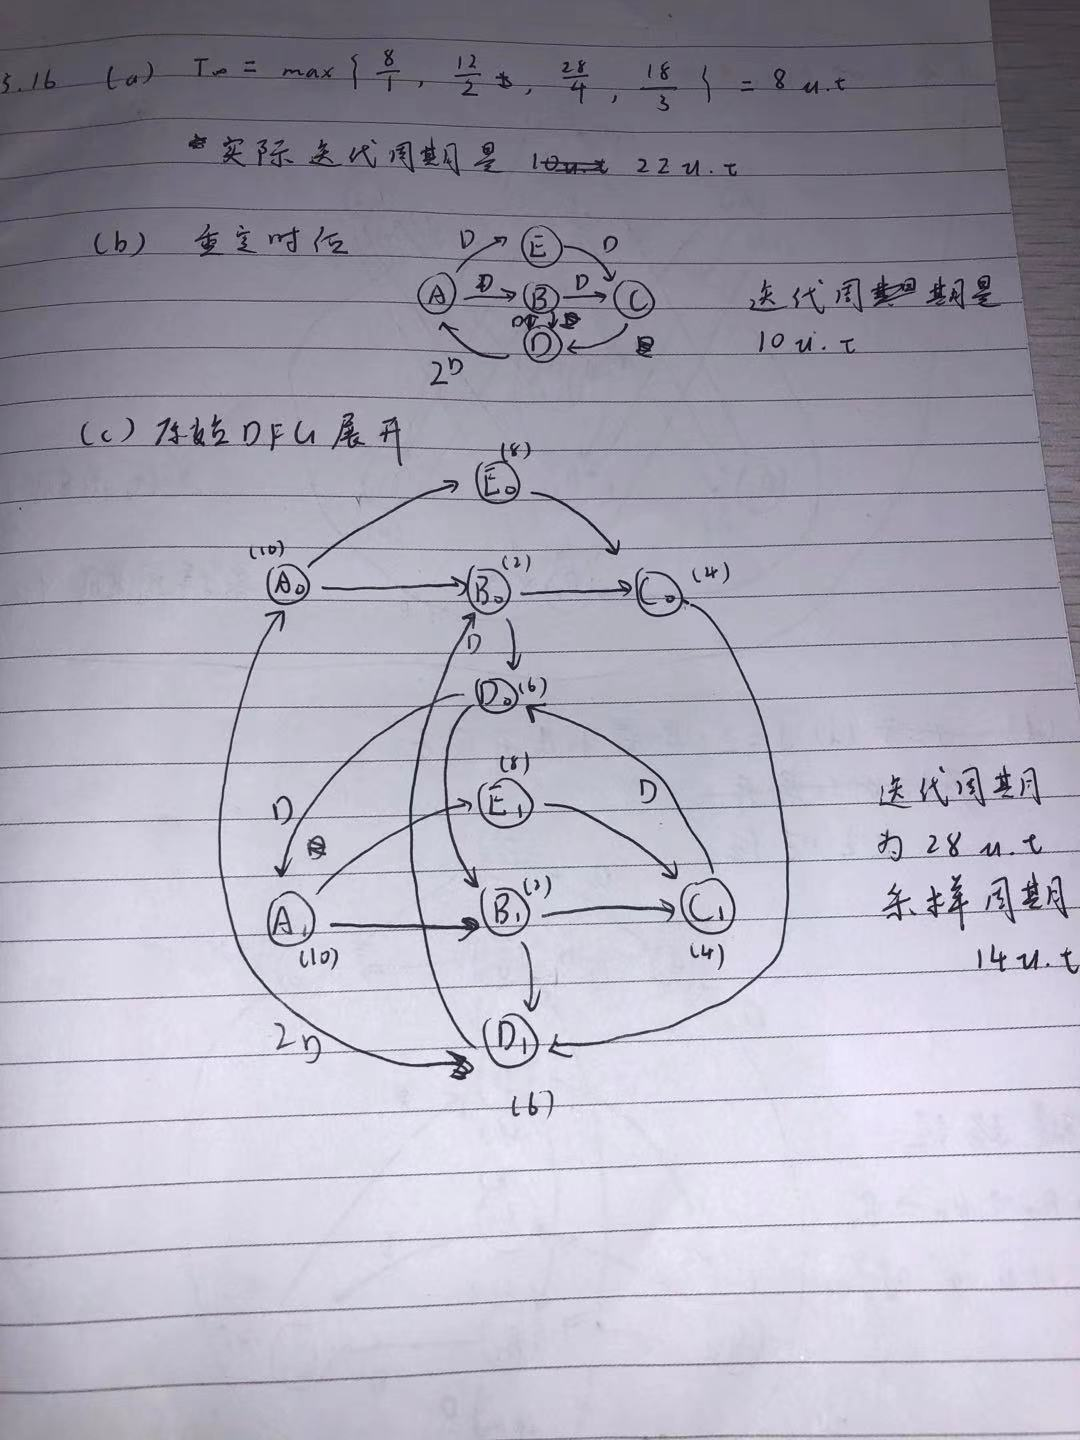 5.16 (a) T∞ = max { 8/1 , 12/2 , 28/4 , 18/3 } = 8 u.t
实际迭代周期是 22 u.t
(b) 重定时位
D E D
A D B D C
迭代周期是
D
D
2D
10 u.t
(c) 原始DFG展开
(8)
E₀
(10) (2) (4)
A₀ B₀ C₀
D
D₀ (6)
(8)
D E₁ D
迭代周期
为 28 u.t
(2)
A₁ B₁ C₁
采样周期
(10) (4)
14 u.t
2D D₁
(6)